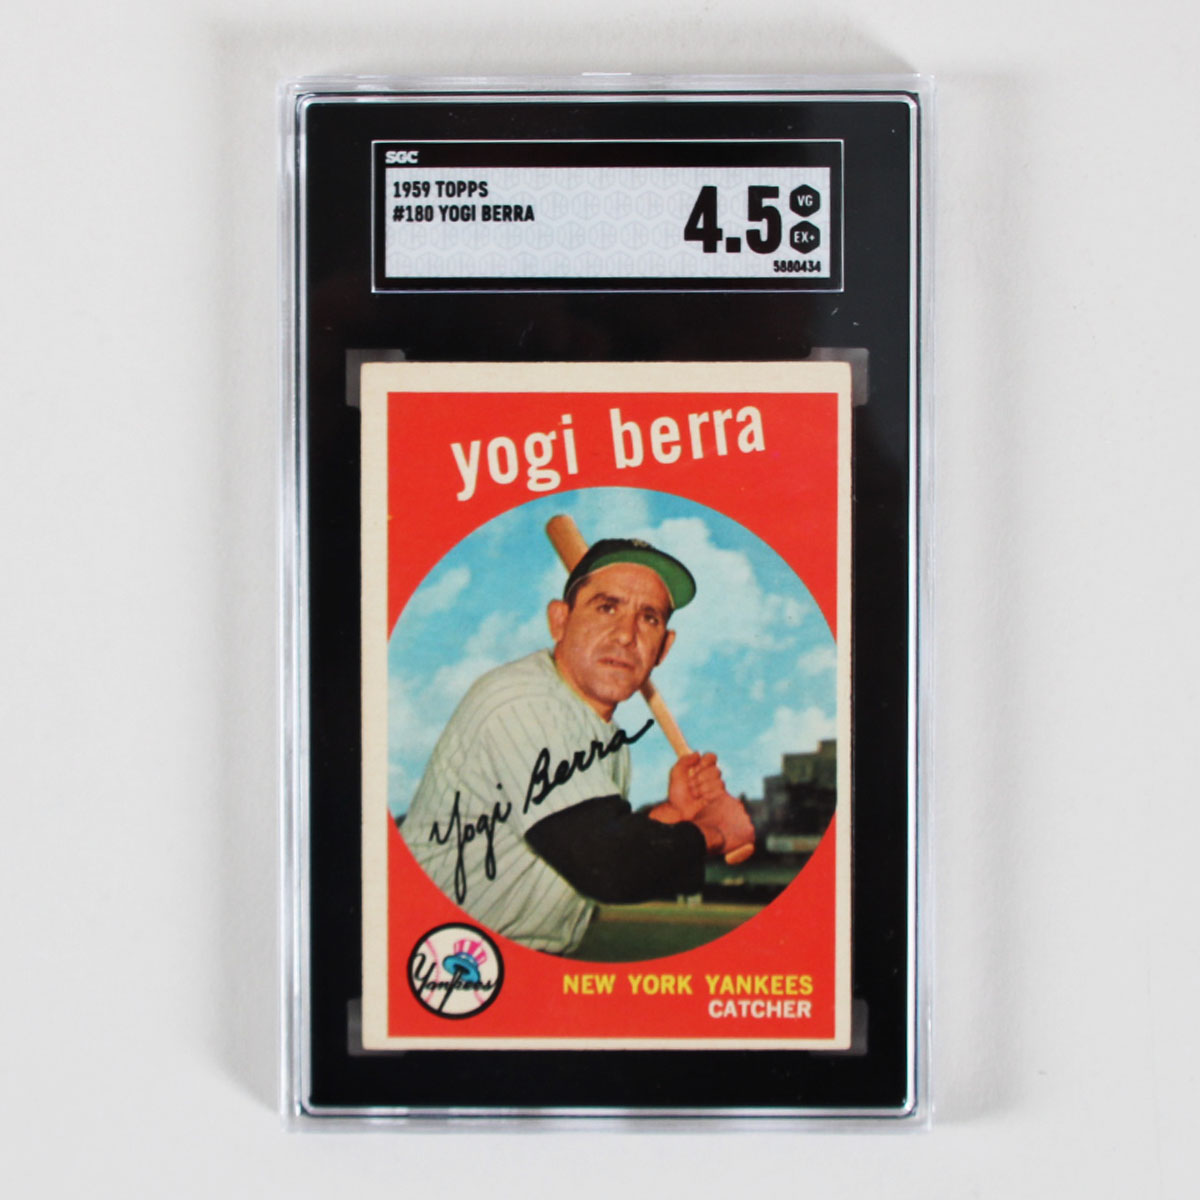 SGC
1959 TOPPS
#180 YOGI BERRA
4.5
VG
EX+
5880434
yogi berra
Yogi Berra
Yankees
NEW YORK YANKEES
CATCHER